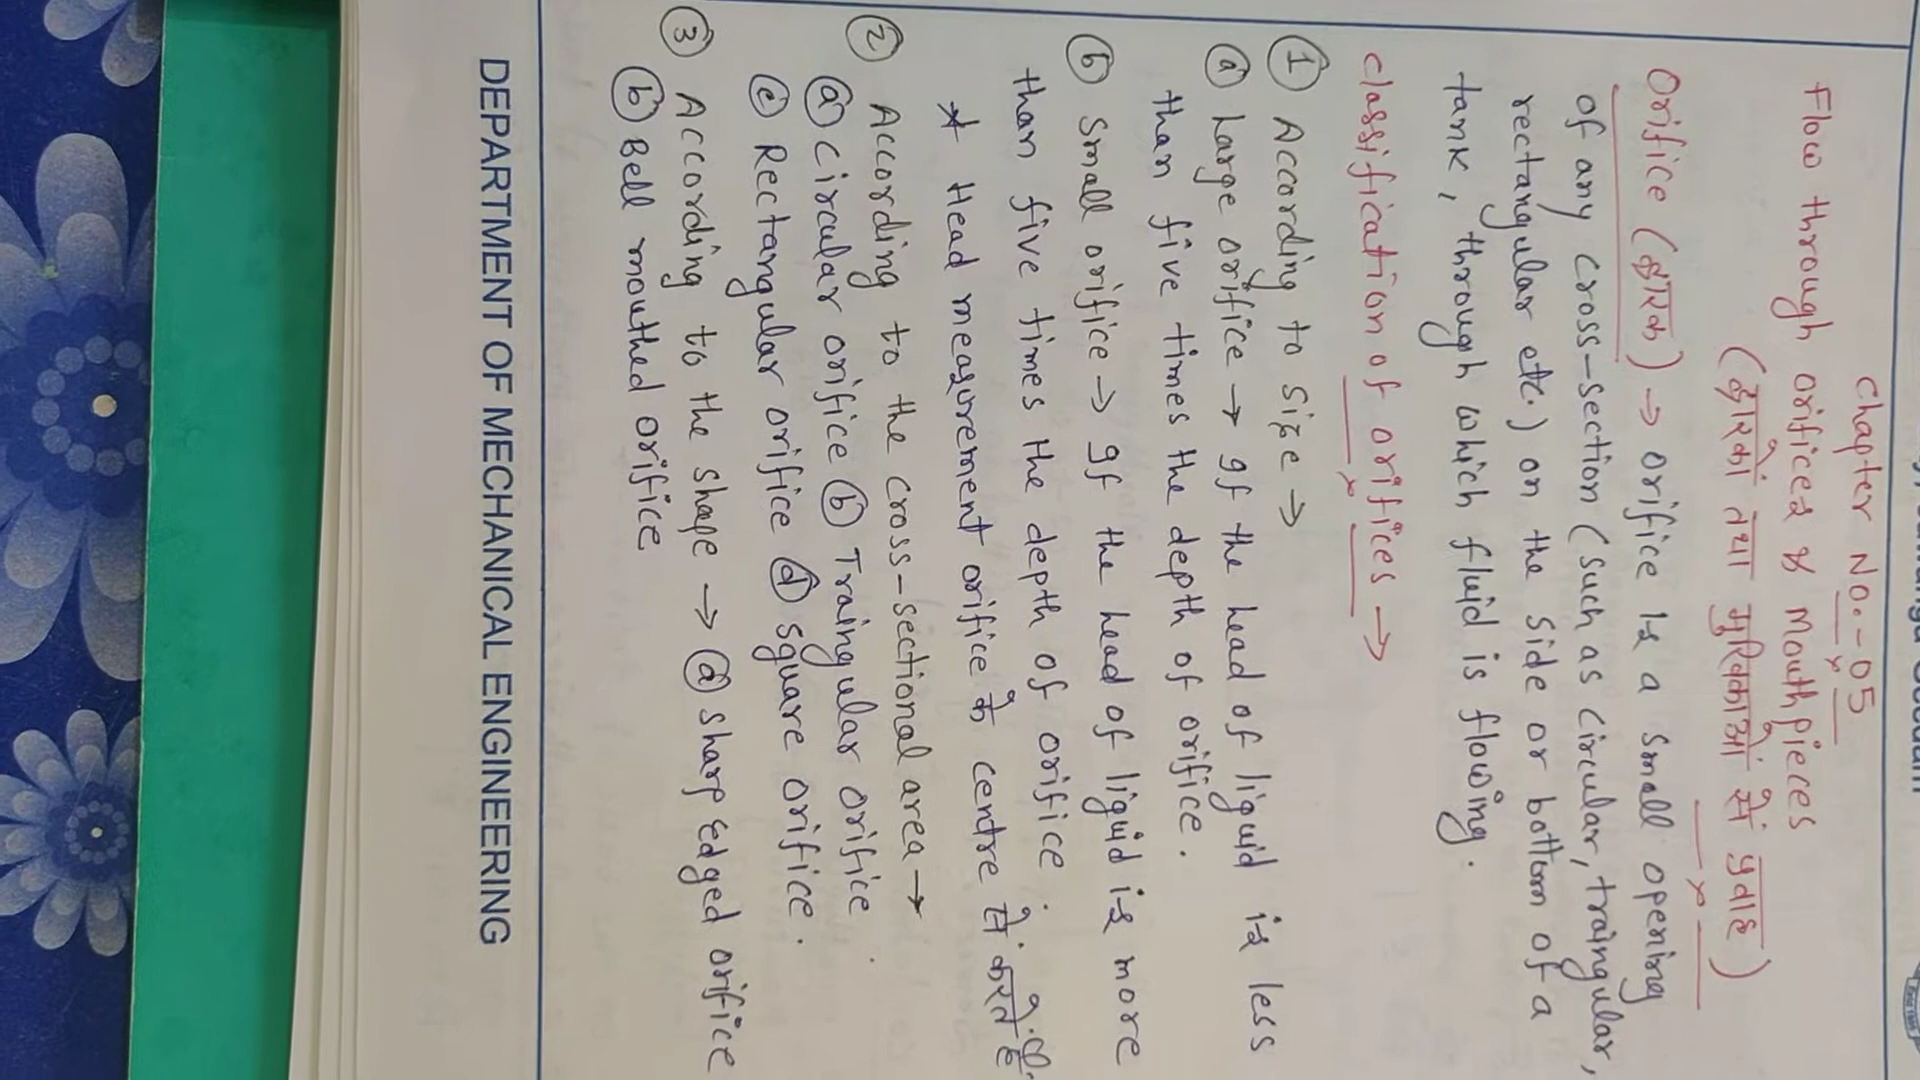 Chapter No.-05
Flow through orifices & Mouthpieces
(द्वारकों तथा मुखिकाओं से प्रवाह)
Orifice (द्वारक) → orifice is a small opening
of any cross-section (such as circular, traingular,
rectangular etc.) on the side or bottom of a
tank, through which fluid is flowing.
classification of orifices →
① According to size →
ⓐ Large orifice → If the head of liquid is less
than five times the depth of orifice.
ⓑ small orifice → If the head of liquid is more
than five times the depth of orifice.
* Head measurement orifice के centre से करते है.
② According to the cross-sectional area →
ⓐ circular orifice ⓑ Traingular orifice
ⓒ Rectangular orifice ⓓ square orifice.
③ According to the shape → ⓐ sharp edged orifice
ⓑ Bell mouthed orifice
DEPARTMENT OF MECHANICAL ENGINEERING